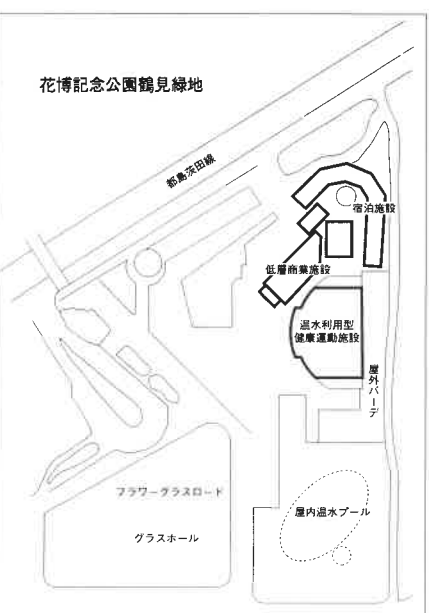 花博記念公園鶴見緑地
都島茨田線
宿泊施設
低層商業施設
温水利用型
健康運動施設
屋外バーデ
フラワーグラスロード
グラスホール
屋内温水プール